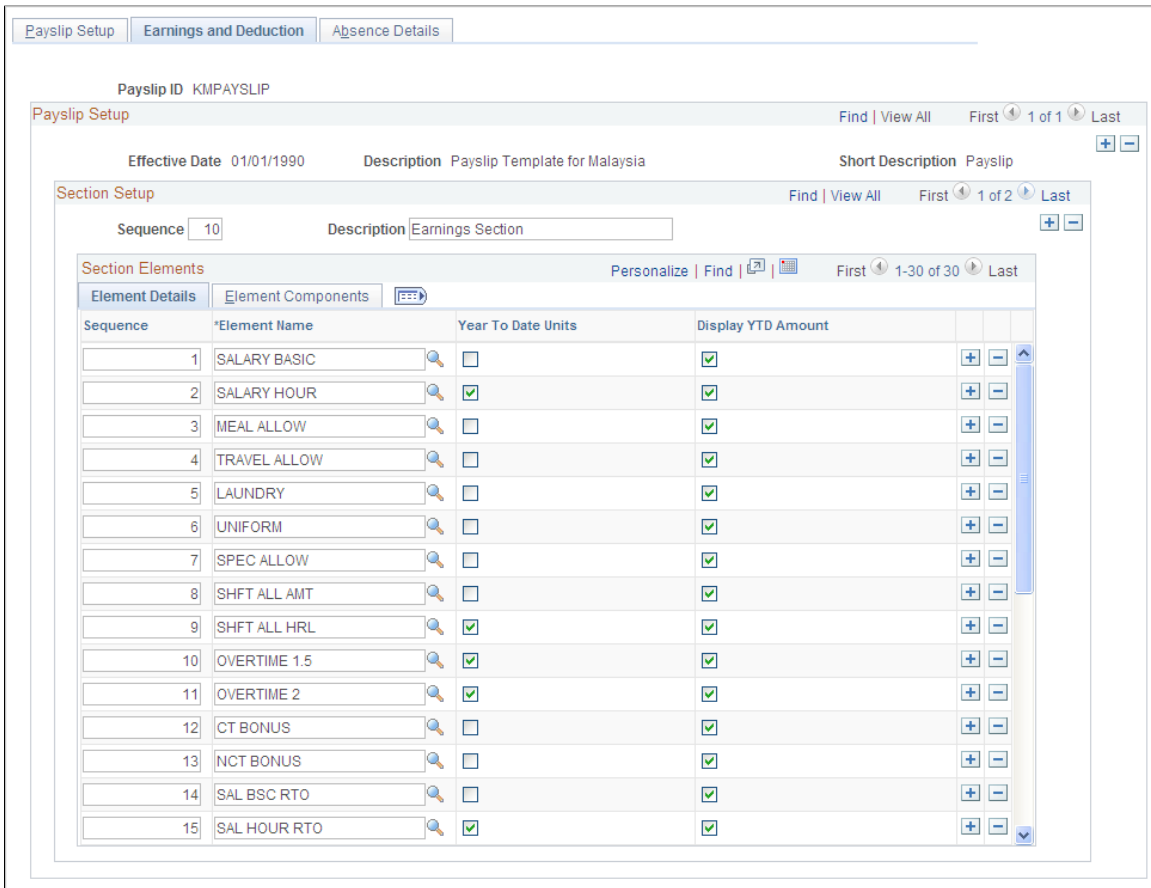 Payslip Setup Earnings and Deduction Absence Details
Payslip ID KMPAYSLIP
Payslip Setup Find | View All First 1 of 1 Last
Effective Date 01/01/1990 Description Payslip Template for Malaysia Short Description Payslip
Section Setup Find | View All First 1 of 2 Last
Sequence 10 Description Earnings Section
Section Elements Personalize | Find | | First 1-30 of 30 Last
Element Details Element Components
Sequence *Element Name Year To Date Units Display YTD Amount
1 SALARY BASIC
2 SALARY HOUR
3 MEAL ALLOW
4 TRAVEL ALLOW
5 LAUNDRY
6 UNIFORM
7 SPEC ALLOW
8 SHFT ALL AMT
9 SHFT ALL HRL
10 OVERTIME 1.5
11 OVERTIME 2
12 CT BONUS
13 NCT BONUS
14 SAL BSC RTO
15 SAL HOUR RTO